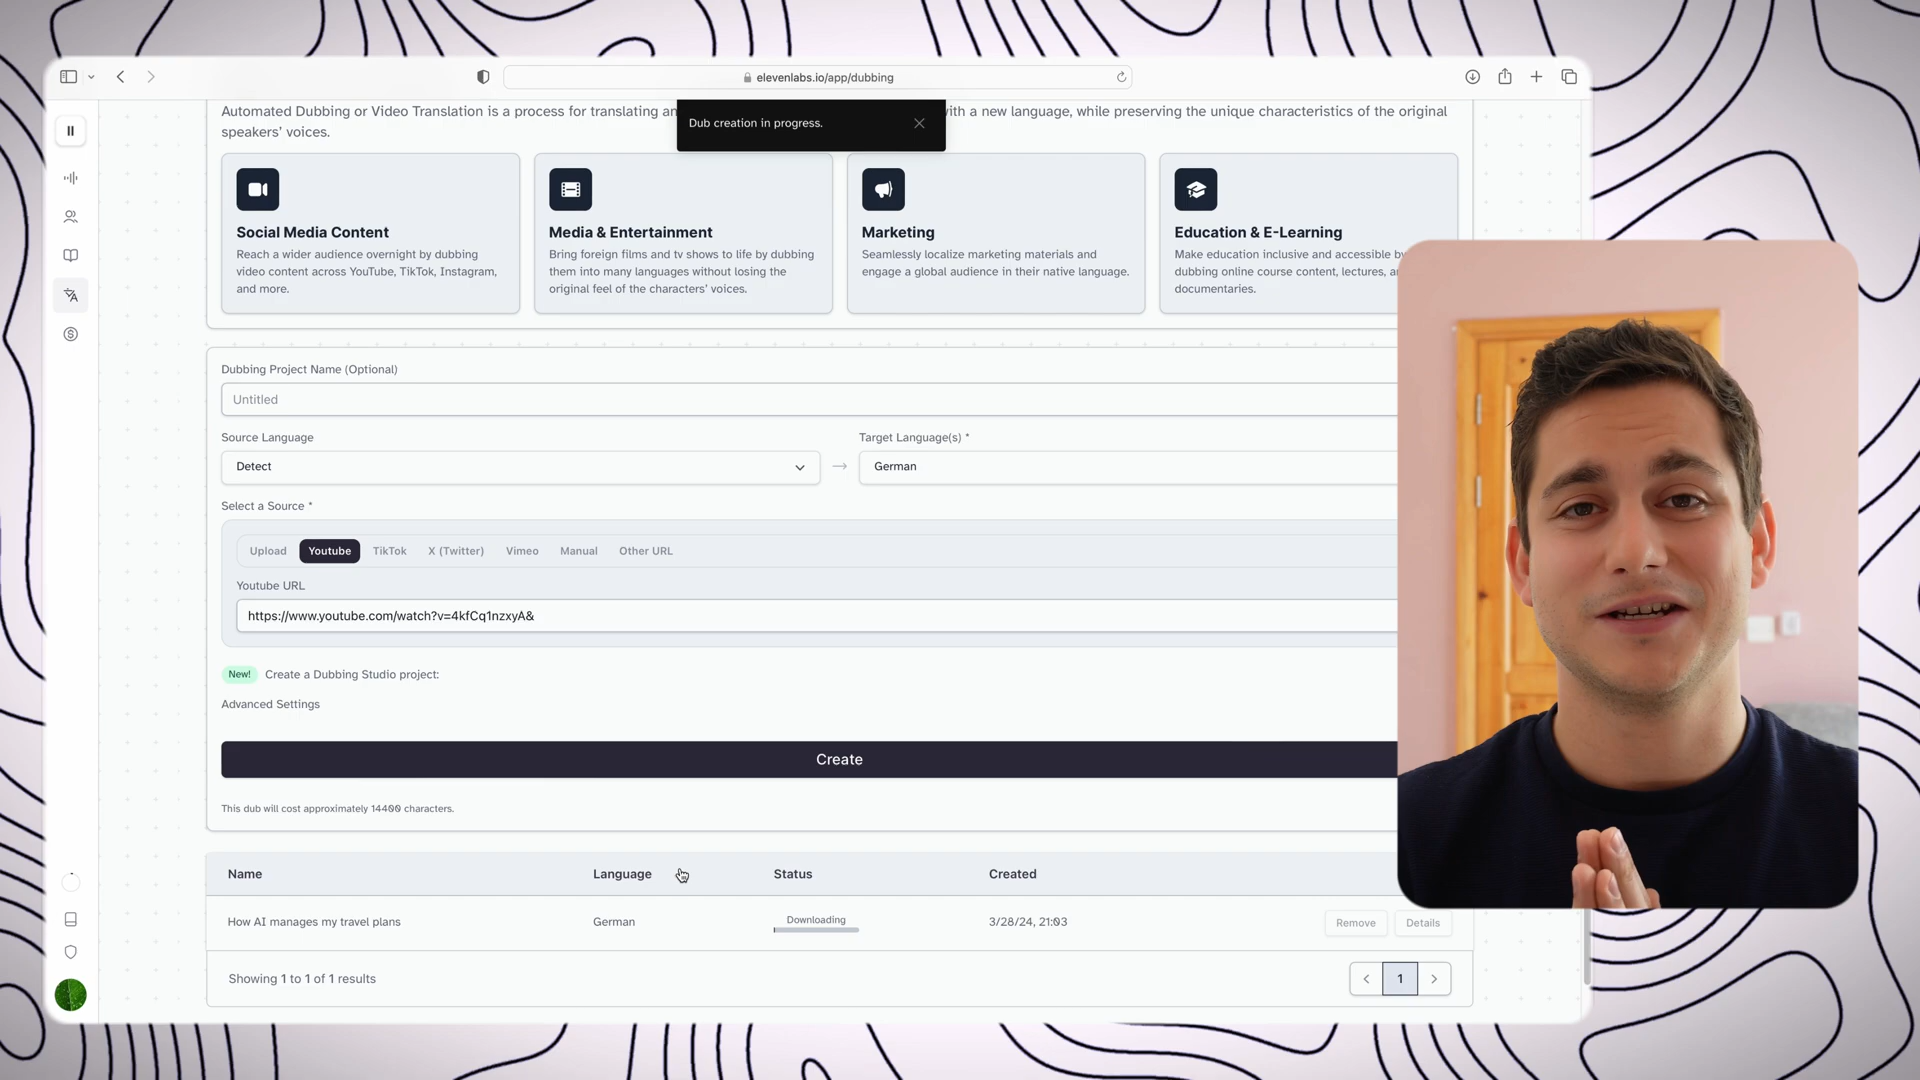 elevenlabs.io/app/dubbing
Dub creation in progress.
Automated Dubbing or Video Translation is a process for translating an
ith a new language, while preserving the unique characteristics of the original
speakers' voices.
Social Media Content
Reach a wider audience overnight by dubbing
video content across YouTube, TikTok, Instagram,
and more.
Media & Entertainment
Bring foreign films and tv shows to life by dubbing
them into many languages without losing the
original feel of the characters' voices.
Marketing
Seamlessly localize marketing materials and
engage a global audience in their native language.
Education & E-Learning
Make education inclusive and accessible by
dubbing online course content, lectures, a
documentaries.
Dubbing Project Name (Optional)
Untitled
Source Language
Detect
Target Language(s) *
German
Select a Source *
Upload Youtube TikTok X (Twitter) Vimeo Manual Other URL
Youtube URL
https://www.youtube.com/watch?v=4kfCq1nzxyA&
New! Create a Dubbing Studio project:
Advanced Settings
Create
This dub will cost approximately 14400 characters.
Name Language Status Created
How AI manages my travel plans German Downloading 3/28/24, 21:03 Remove Details
Showing 1 to 1 of 1 results
1